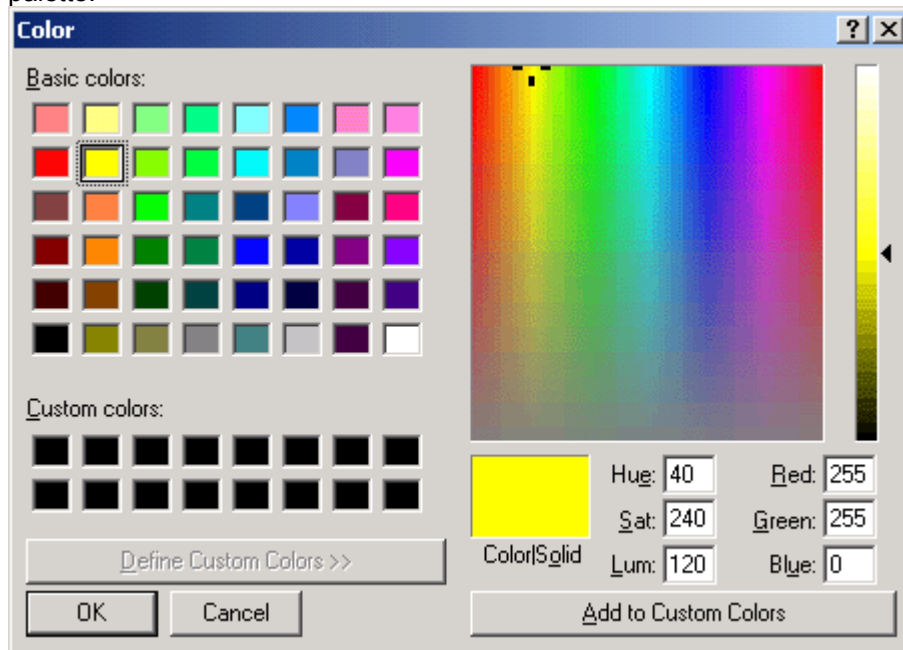 palette.
Color
Basic colors:
Custom colors:
Define Custom Colors >>
OK Cancel
Color|Solid
Hue: 40 Red: 255
Sat: 240 Green: 255
Lum: 120 Blue: 0
Add to Custom Colors